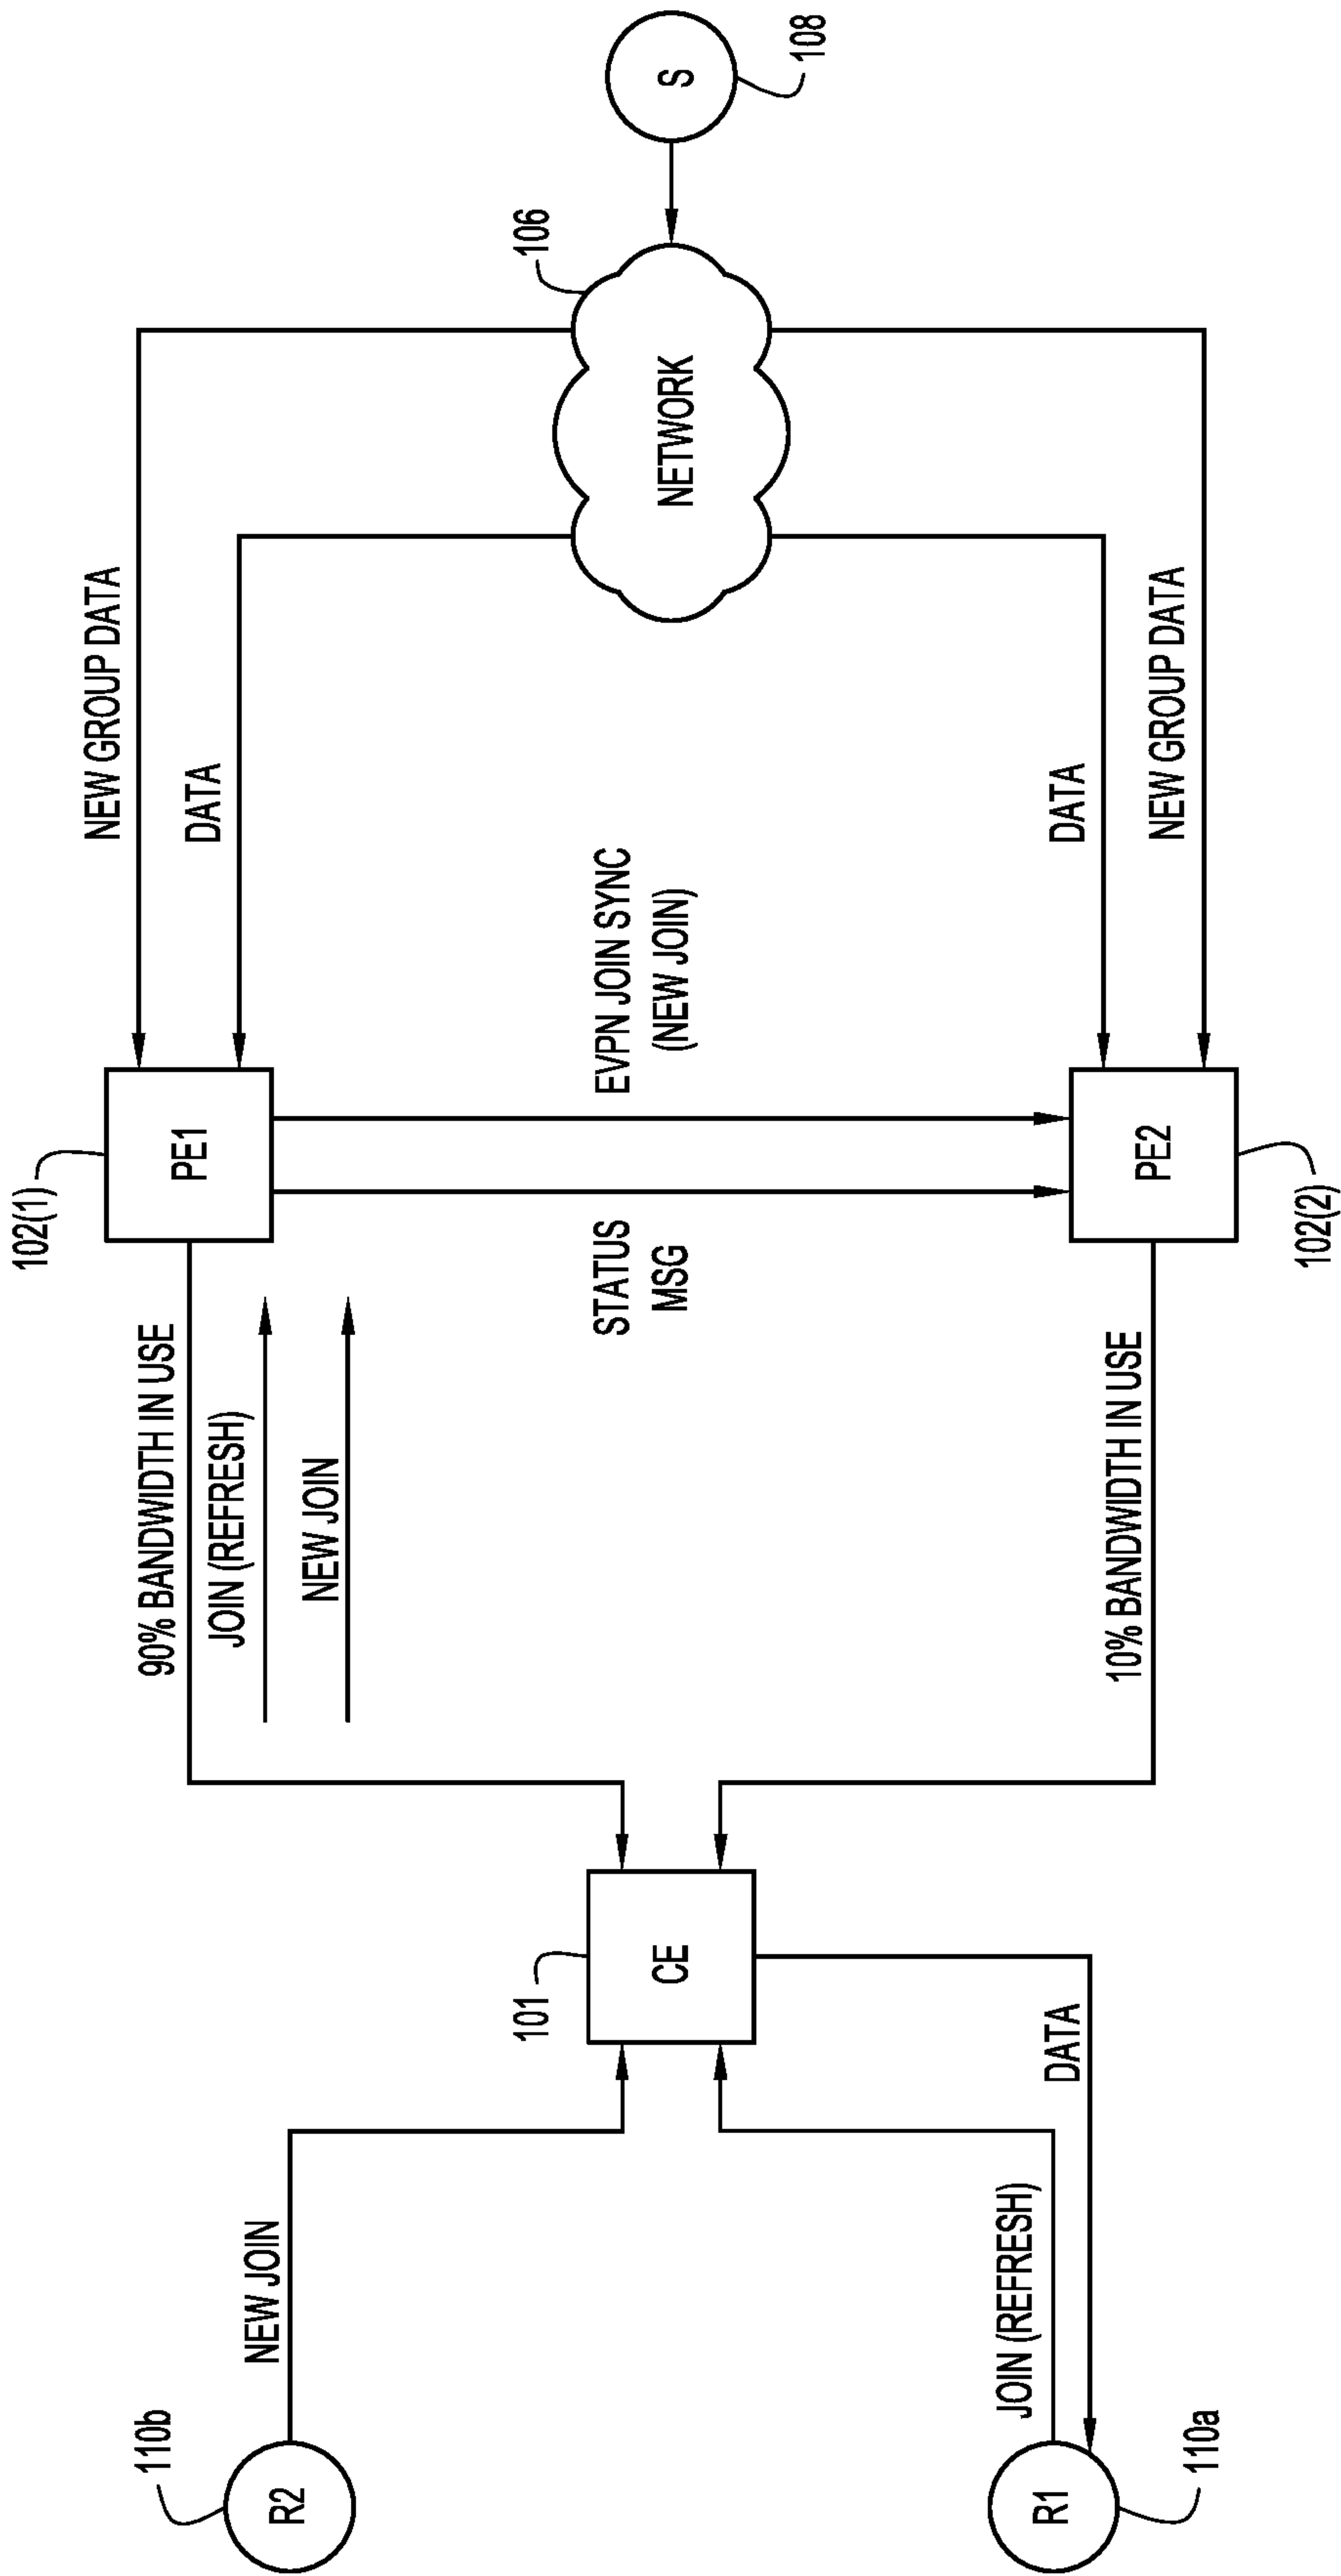 110b
R2
NEW JOIN
R1
110a
JOIN (REFRESH)
DATA
101
CE
90% BANDWIDTH IN USE
JOIN (REFRESH)
NEW JOIN
10% BANDWIDTH IN USE
102(1)
PE1
STATUS
MSG
EVPN JOIN SYNC
(NEW JOIN)
PE2
102(2)
NEW GROUP DATA
DATA
DATA
NEW GROUP DATA
106
NETWORK
S
108